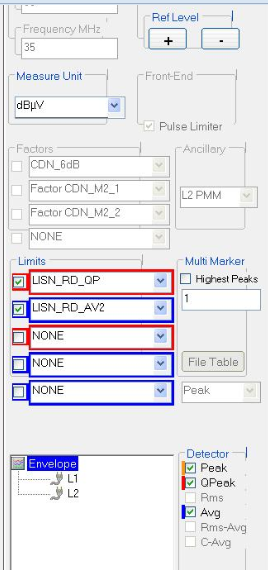 Frequency MHz
35
Ref Level
+
-
Measure Unit
dBµV
Front-End
Pulse Limiter
Factors
CDN_6dB
Factor CDN_M2_1
Factor CDN_M2_2
NONE
Ancillary
L2 PMM
Limits
LISN_RD_QP
LISN_RD_AV2
NONE
NONE
NONE
Multi Marker
Highest Peaks
1
File Table
Peak
Envelope
L1
L2
Detector
Peak
QPeak
Rms
Avg
Rms-Avg
C-Avg